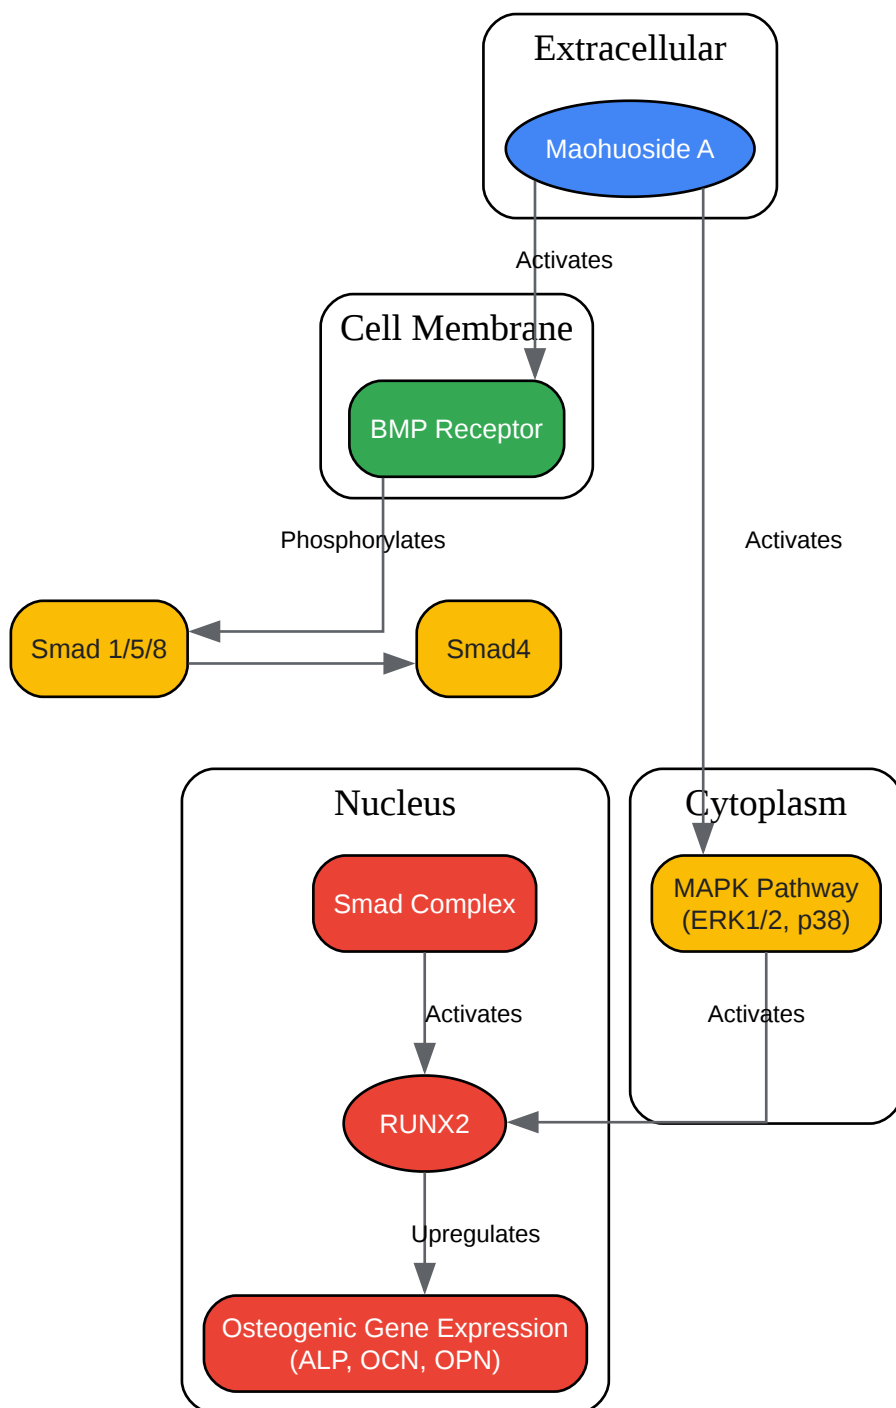 Extracellular
Maohuoside A
Activates
Cell Membrane
BMP Receptor
Phosphorylates
Activates
Smad 1/5/8
Smad4
Nucleus
Cytoplasm
Smad Complex
MAPK Pathway
(ERK1/2, p38)
Activates
Activates
RUNX2
Upregulates
Osteogenic Gene Expression
(ALP, OCN, OPN)